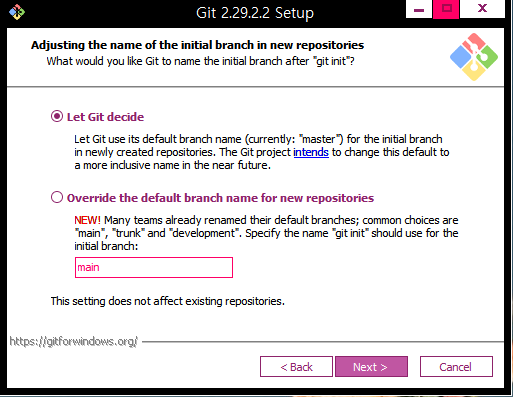 Git 2.29.2.2 Setup
Adjusting the name of the initial branch in new repositories
What would you like Git to name the initial branch after "git init"?
Let Git decide
Let Git use its default branch name (currently: "master") for the initial branch
in newly created repositories. The Git project intends to change this default to
a more inclusive name in the near future.
Override the default branch name for new repositories
NEW! Many teams already renamed their default branches; common choices are
"main", "trunk" and "development". Specify the name "git init" should use for the
initial branch:
main
This setting does not affect existing repositories.
https://gitforwindows.org/
< Back
Next >
Cancel